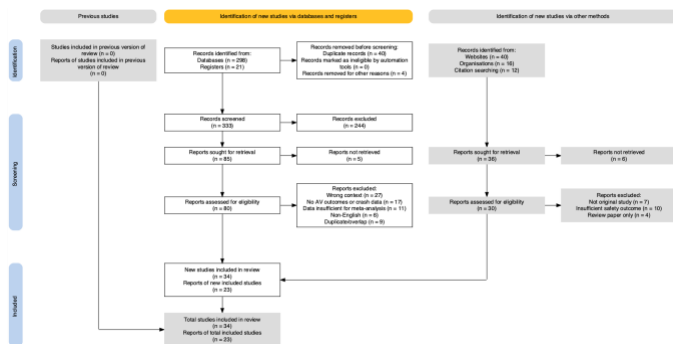 Previous studies
Identification of new studies via databases and registers
Identification of new studies via other methods
Identification
Studies included in previous version of
review (n = 0)
Reports of studies included in previous
version of review
(n = 0)
Records identified from:
Databases (n = 298)
Registers (n = 21)
Records removed before screening:
Duplicate records (n = 40)
Records marked as ineligible by automation
tools (n = 0)
Records removed for other reasons (n = 4)
Records identified from:
Websites (n = 40)
Organisations (n = 16)
Citation searching (n = 12)
Screening
Records screened
(n = 333)
Records excluded
(n = 244)
Reports sought for retrieval
(n = 85)
Reports not retrieved
(n = 5)
Reports sought for retrieval
(n = 36)
Reports not retrieved
(n = 6)
Reports assessed for eligibility
(n = 80)
Reports excluded:
Wrong context (n = 27)
No AV outcomes or crash data (n = 17)
Data insufficient for meta-analysis (n = 11)
Non-English (n = 6)
Duplicate/overlap (n =
Reports assessed for eligibility
(n = 30)
Reports excluded:
Not original study (n = 7)
Insufficient safety outcome (n = 10)
Review paper only (n = 4)
Included
New studies included in review
(n = 34)
Reports of new included studies
(n = 23)
Total studies included in review
(n = 34)
Reports of total included studies
(n = 23)